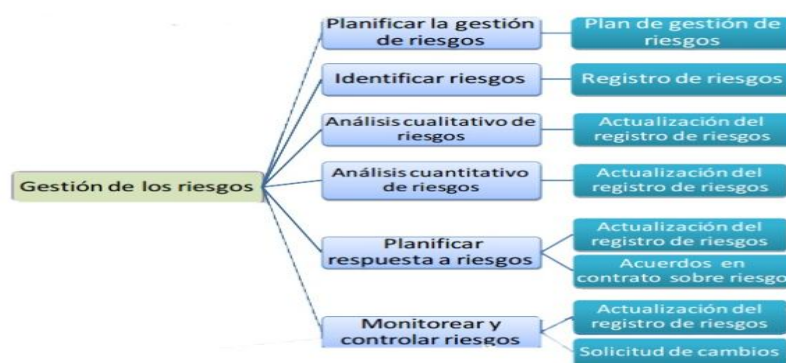 Planificar la gestión
de riesgos
Plan de gestión de
riesgos
Identificar riesgos
Registro de riesgos
Análisis cualitativo de
riesgos
Actualización del
registro de riesgos
Gestión de los riesgos
Análisis cuantitativo
de riesgos
Actualización del
registro de riesgos
Planificar
respuesta a riesgos
Actualización del
registro de riesgos
Acuerdos en
contrato sobre riesgo
Monitorear y
controlar riesgos
Actualización del
registro de riesgos
Solicitud de cambios